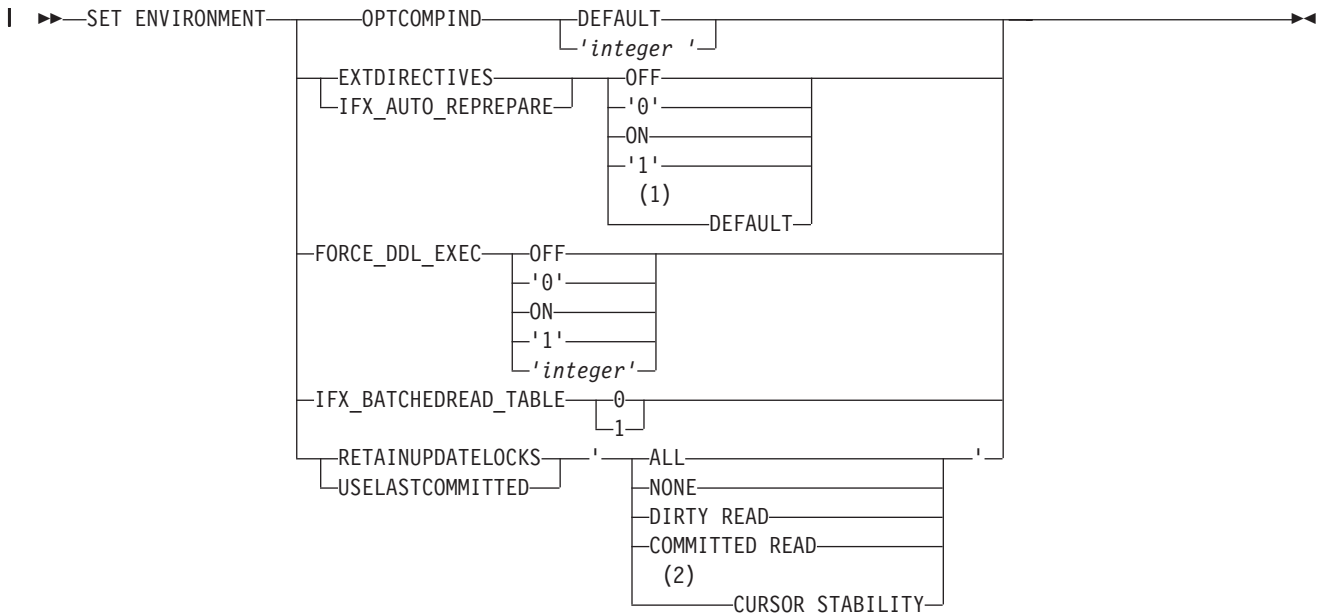 SET ENVIRONMENT OPTCOMPIND DEFAULT
'integer '
EXTDIRECTIVES OFF
IFX_AUTO_REPREPARE '0'
ON
'1'
(1)
DEFAULT
FORCE_DDL_EXEC OFF
'0'
ON
'1'
'integer'
IFX_BATCHEDREAD_TABLE 0
1
RETAINUPDATELOCKS ' ALL '
USELASTCOMMITTED NONE
DIRTY READ
COMMITTED READ
(2)
CURSOR STABILITY